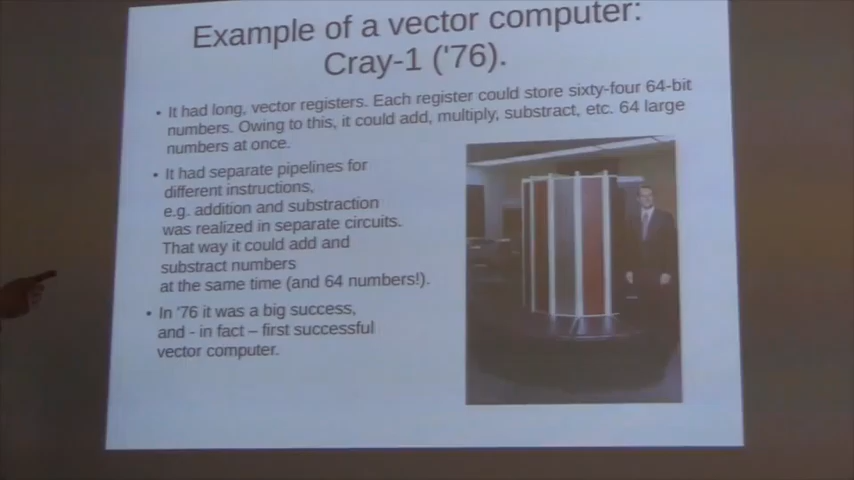 Example of a vector computer:
Cray-1 ('76).
• It had long, vector registers. Each register could store sixty-four 64-bit
numbers. Owing to this, it could add, multiply, substract, etc. 64 large
numbers at once.
• It had separate pipelines for
different instructions,
e.g. addition and substraction
was realized in separate circuits.
That way it could add and
substract numbers
at the same time (and 64 numbers!).
• In '76 it was a big success,
and - in fact – first successful
vector computer.